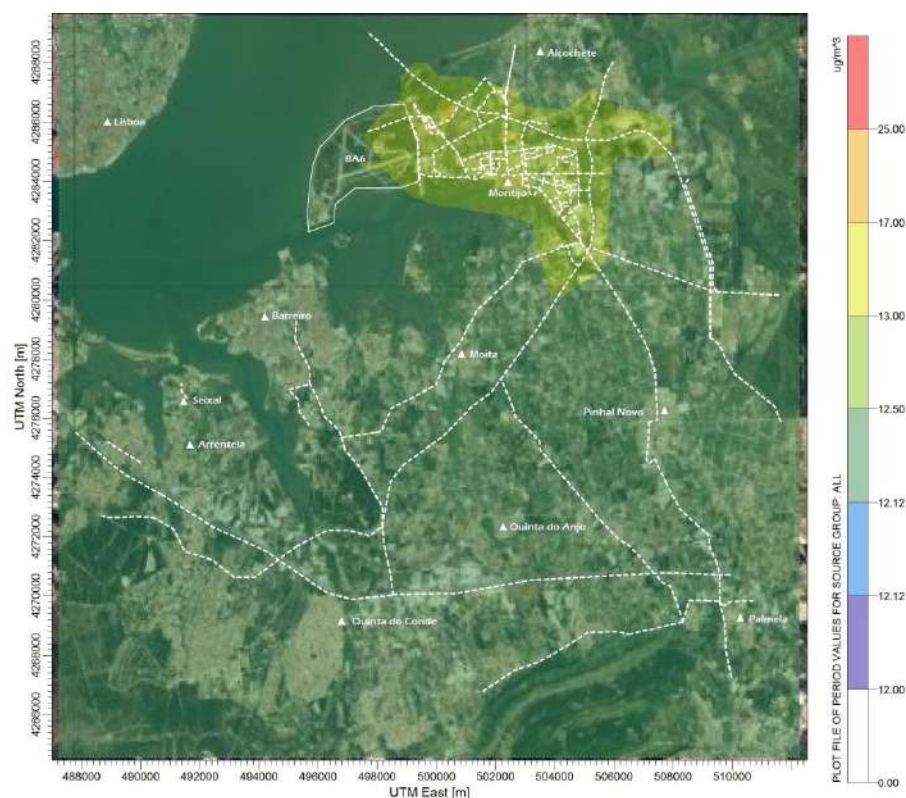 ug/m^3
Alcochete
Lisboa
BA6
Montijo
Barreiro
Moita
Seixal
Pinhal Novo
Arrentela
Quinta do Anjo
Quinta do Conde
Palmela
UTM North [m]
4288000
4286000
4284000
4282000
4280000
4278000
4276000
4274000
4272000
4270000
4268000
4266000
488000 490000 492000 494000 496000 498000 500000 502000 504000 506000 508000 510000
UTM East [m]
25.00
17.00
13.00
12.50
12.12
12.12
12.00
0.00
PLOT FILE OF PERIOD VALUES FOR SOURCE GROUP: ALL